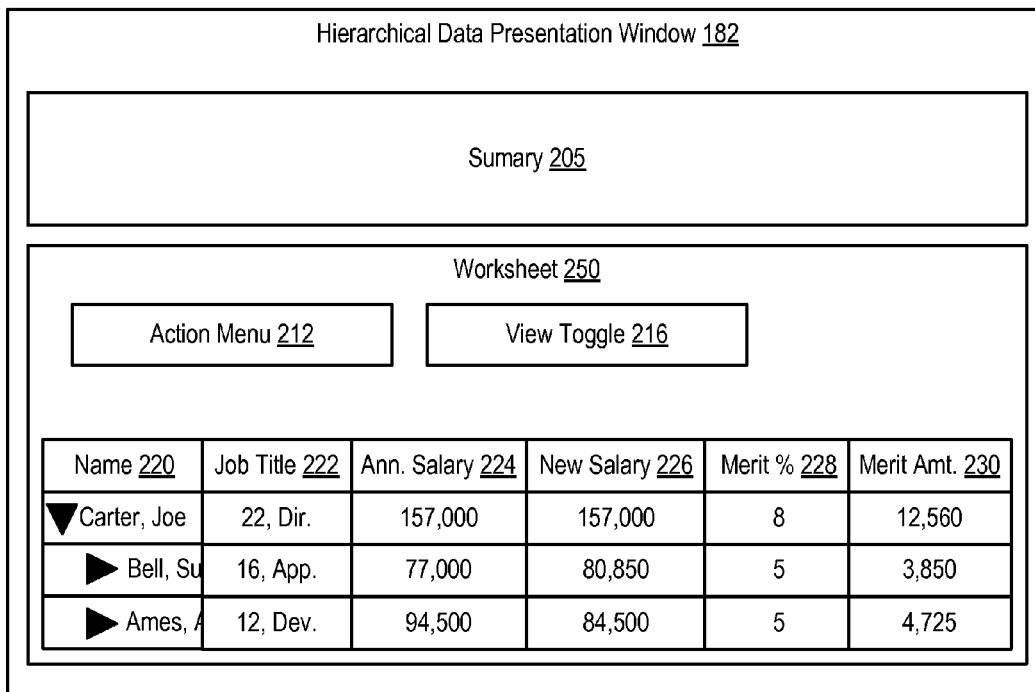 Hierarchical Data Presentation Window 182
Sumary 205
Worksheet 250
Action Menu 212 View Toggle 216
Name 220 Job Title 222 Ann. Salary 224 New Salary 226 Merit % 228 Merit Amt. 230
Carter, Joe 22, Dir. 157,000 157,000 8 12,560
Bell, Su 16, App. 77,000 80,850 5 3,850
Ames, A 12, Dev. 94,500 84,500 5 4,725